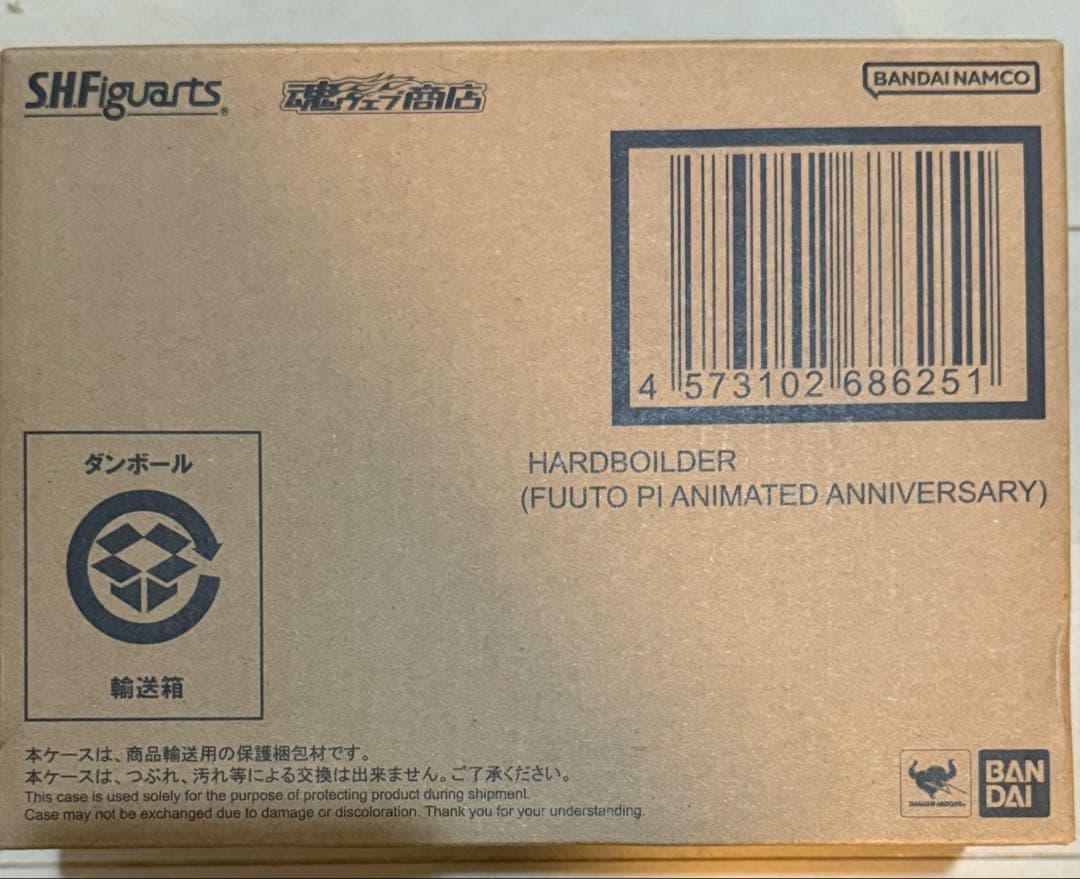 S.H.Figuarts®
魂ウェブ商店
BANDAI NAMCO
4 573102 686251
HARDBOILDER
(FUUTO PI ANIMATED ANNIVERSARY)
ダンボール
輸送箱
本ケースは、商品輸送用の保護梱包材です。
本ケースは、つぶれ、汚れ等による交換は出来ません。ご了承ください。
This case is used solely for the purpose of protecting product during shipment.
Case may not be exchanged due to damage or discoloration. Thank you for your understanding.
TAMASHII NATIONS
BAN
DAI